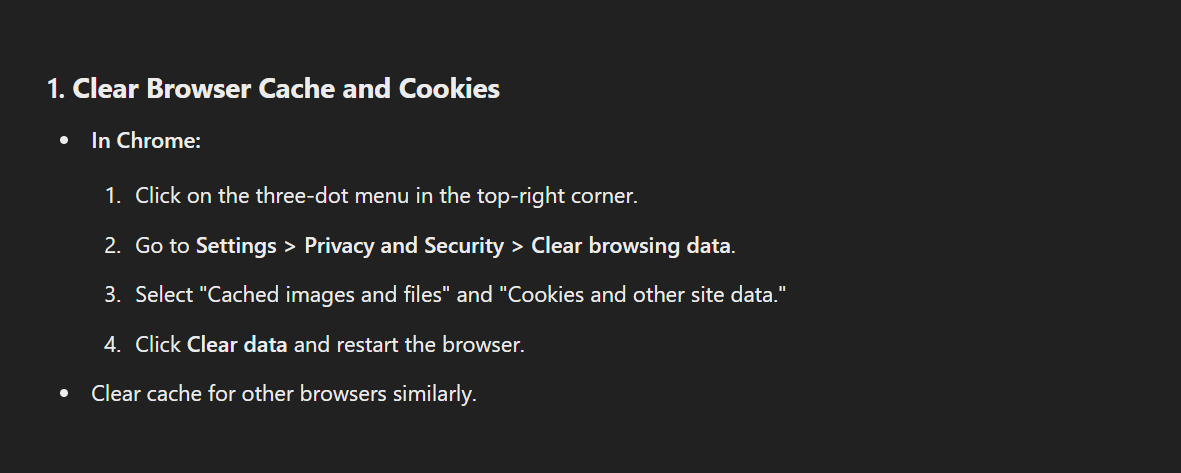 1. Clear Browser Cache and Cookies
• In Chrome:
1. Click on the three-dot menu in the top-right corner.
2. Go to Settings > Privacy and Security > Clear browsing data.
3. Select "Cached images and files" and "Cookies and other site data."
4. Click Clear data and restart the browser.
• Clear cache for other browsers similarly.